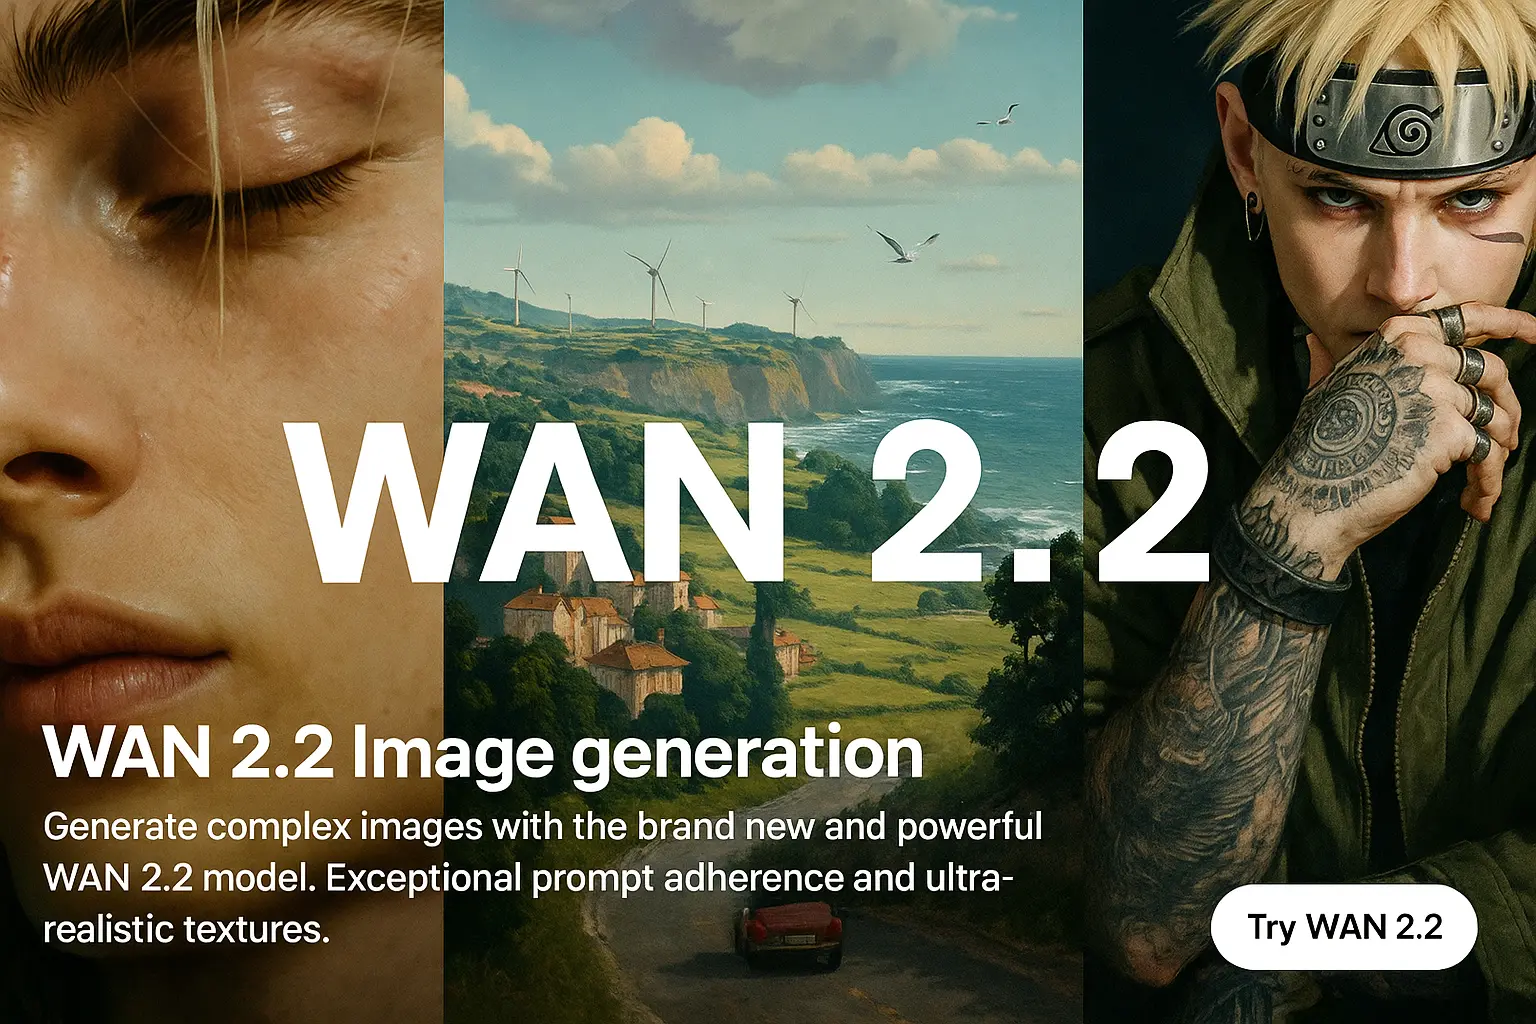 WAN 2.2
WAN 2.2 Image generation
Generate complex images with the brand new and powerful
WAN 2.2 model. Exceptional prompt adherence and ultra-
realistic textures.
Try WAN 2.2